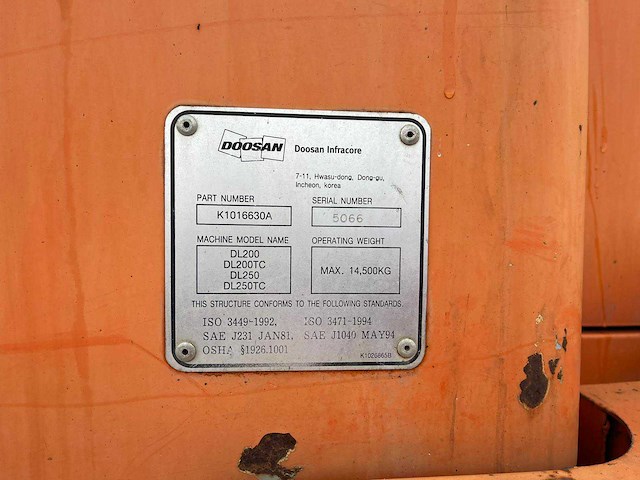 DOOSAN Doosan Infracore
7-11, Hwasu-dong, Dong-gu,
Incheon, korea
PART NUMBER SERIAL NUMBER
K1016630A 5066
MACHINE MODEL NAME OPERATING WEIGHT
DL200
DL200TC
DL250
DL250TC
MAX. 14,500KG
THIS STRUCTURE CONFORMS TO THE FOLLOWING STANDARDS.
ISO 3449-1992, ISO 3471-1994
SAE J231 JAN81, SAE J1040 MAY94
OSHA §1926.1001
K1026665B